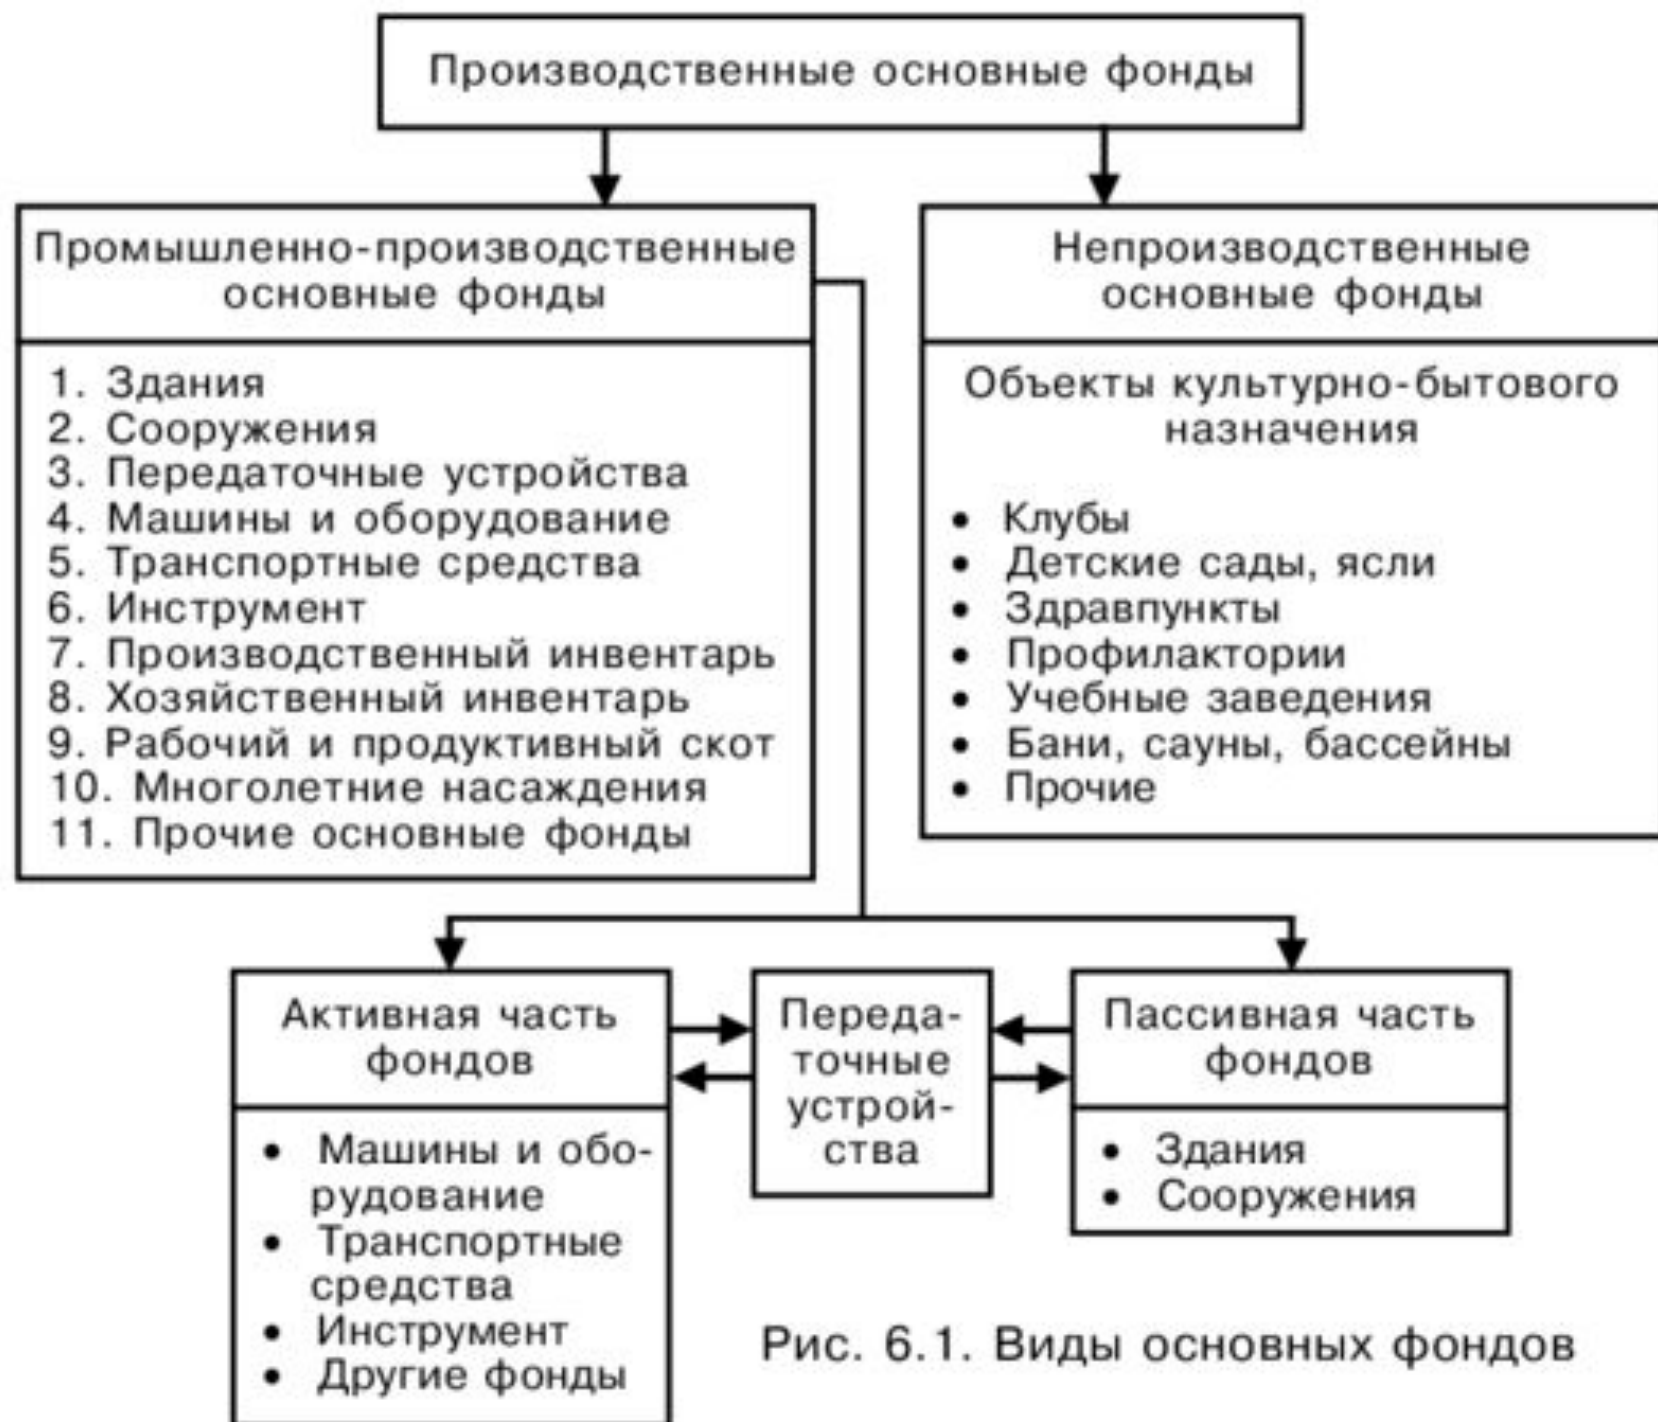 Производственные основные фонды
Промышленно-производственные
основные фонды
1. Здания
2. Сооружения
3. Передаточные устройства
4. Машины и оборудование
5. Транспортные средства
6. Инструмент
7. Производственный инвентарь
8. Хозяйственный инвентарь
9. Рабочий и продуктивный скот
10. Многолетние насаждения
11. Прочие основные фонды
Непроизводственные
основные фонды
Объекты культурно-бытового
назначения
• Клубы
• Детские сады, ясли
• Здравпункты
• Профилактории
• Учебные заведения
• Бани, сауны, бассейны
• Прочие
Активная часть
фондов
• Машины и обо-
рудование
• Транспортные
средства
• Инструмент
• Другие фонды
Переда-
точные
устрой-
ства
Пассивная часть
фондов
• Здания
• Сооружения
Рис. 6.1. Виды основных фондов